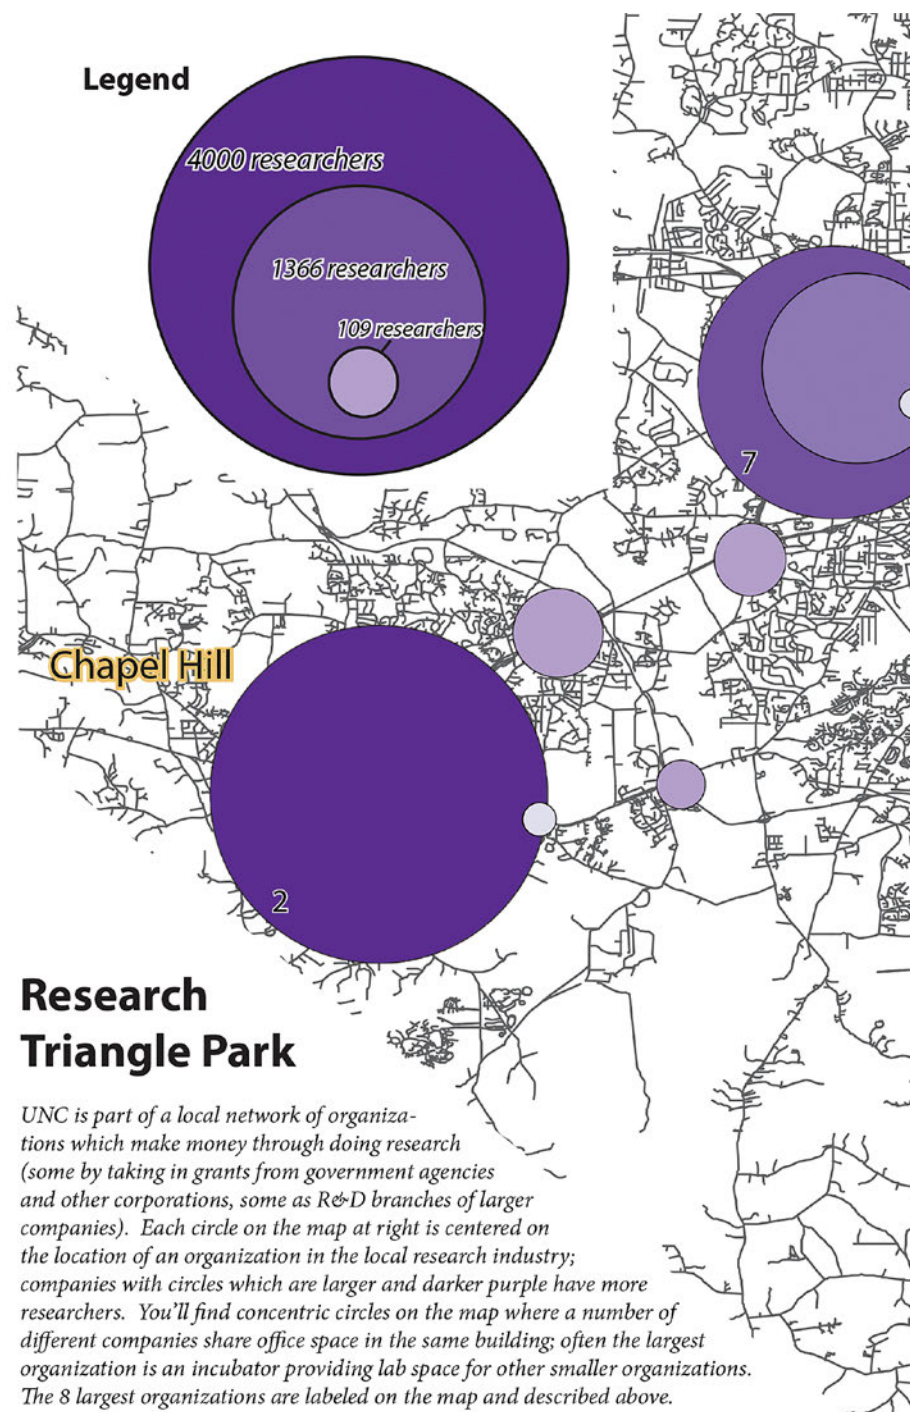 Legend
4000 researchers
1366 researchers
109 researchers
7
Chapel Hill
2
Research
Triangle Park
UNC is part of a local network of organiza-
tions which make money through doing research
(some by taking in grants from government agencies
and other corporations, some as R&D branches of larger
companies). Each circle on the map at right is centered on
the location of an organization in the local research industry;
companies with circles which are larger and darker purple have more
researchers. You'll find concentric circles on the map where a number of
different companies share office space in the same building; often the largest
organization is an incubator providing lab space for other smaller organizations.
The 8 largest organizations are labeled on the map and described above.